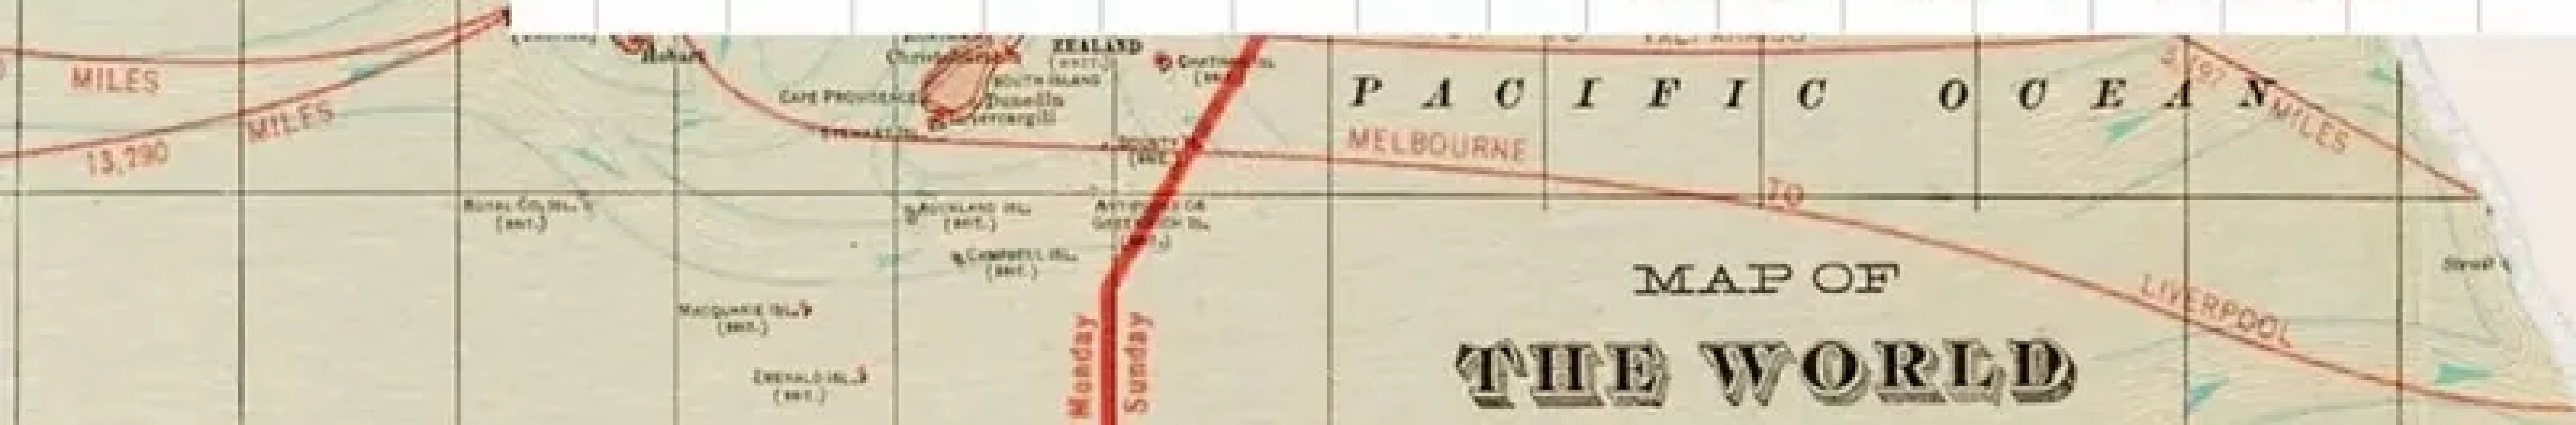 ZEALAND
(BRIT.)
Hobart
SOUTH ISLAND
CAPE PROVIDENCE
Dunedin
MILES
MILES
13,790
PACIFIC OCEAN
MILES
MELBOURNE
TO
LIVERPOOL
ROYAL CO. ISL.
(BRIT.)
AUCKLAND ISL.
(BRIT.)
CAMPBELL ISL.
(BRIT.)
MACQUARIE ISL.
(BRIT.)
EMERALD ISL.
(BRIT.)
Monday
Sunday
MAP OF
THE WORLD